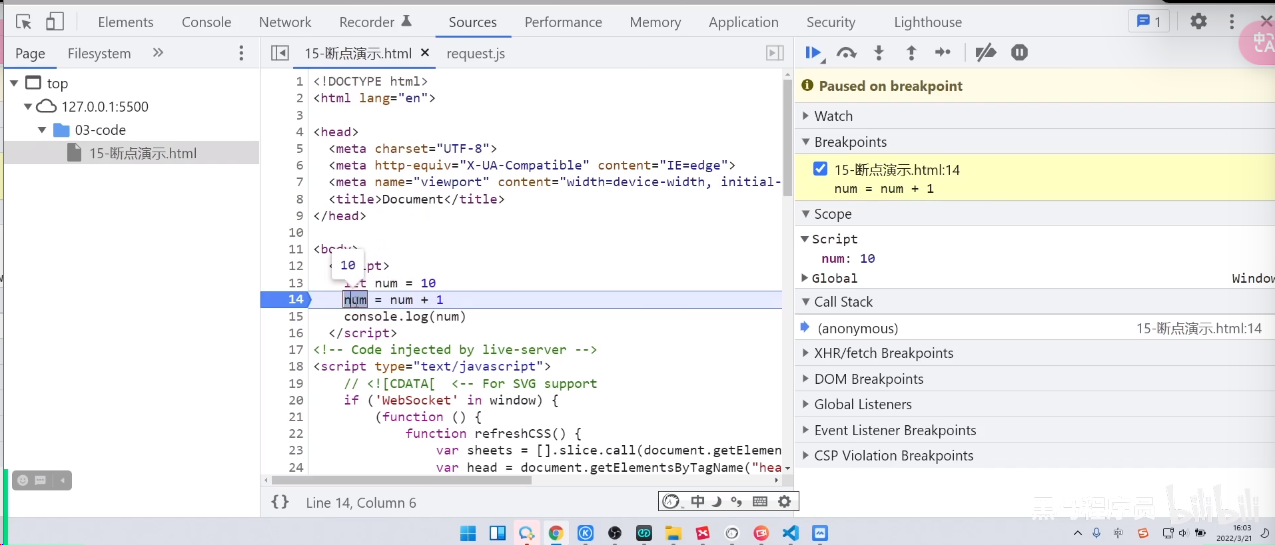 Elements Console Network Recorder Sources Performance Memory Application Security Lighthouse 1
Page Filesystem
15-断点演示.html request.js
top
127.0.0.1:5500
03-code
15-断点演示.html
1 <!DOCTYPE html>
2 <html lang="en">
3
4 <head>
5 <meta charset="UTF-8">
6 <meta http-equiv="X-UA-Compatible" content="IE=edge">
7 <meta name="viewport" content="width=device-width, initial-
8 <title>Document</title>
9 </head>
10
11 <body>
10
12 ipt>
13 let num = 10
14 num = num + 1
15 console.log(num)
16 </script>
17 <!-- Code injected by live-server -->
18 <script type="text/javascript">
19 // <![CDATA[ <-- For SVG support
20 if ('WebSocket' in window) {
21 (function () {
22 function refreshCSS() {
23 var sheets = [].slice.call(document.getElemen
24 var head = document.getElementsByTagName("hea
{} Line 14, Column 6
中
Paused on breakpoint
Watch
Breakpoints
15-断点演示.html:14
num = num + 1
Scope
Script
num: 10
Global Window
Call Stack
(anonymous) 15-断点演示.html:14
XHR/fetch Breakpoints
DOM Breakpoints
Global Listeners
Event Listener Breakpoints
CSP Violation Breakpoints
黑马程序员 bilibili
16:03
2022/3/21